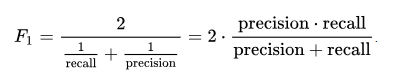 F₁ = 2 / (1/recall + 1/precision) = 2 · (precision · recall) / (precision + recall).